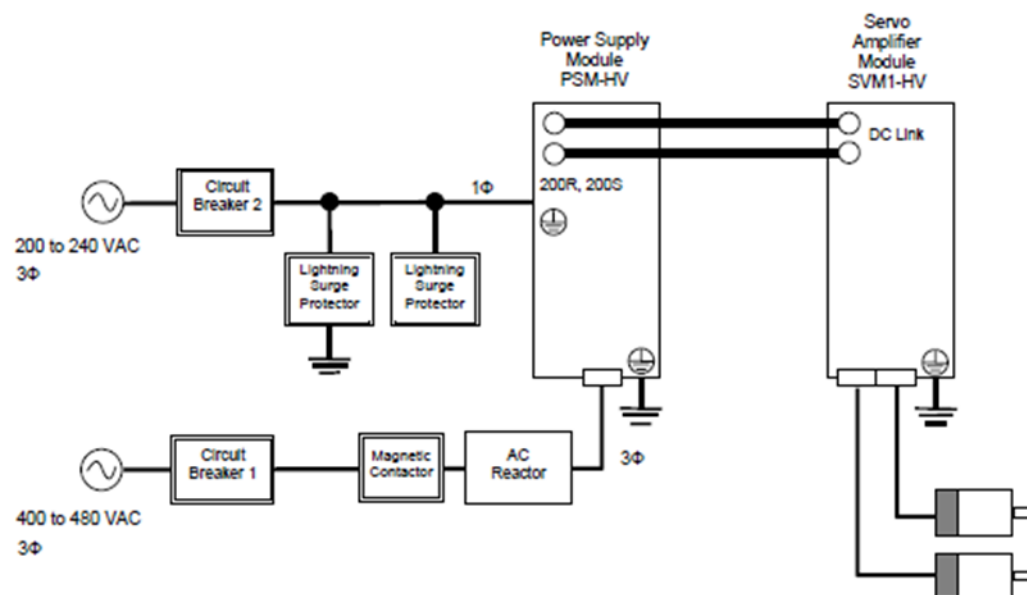 Power Supply
Module
PSM-HV
Servo
Amplifier
Module
SVM1-HV
DC Link
200R, 200S
1Φ
Circuit
Breaker 2
200 to 240 VAC
3Φ
Lightning
Surge
Protector
Lightning
Surge
Protector
Circuit
Breaker 1
Magnetic
Contactor
AC
Reactor
3Φ
400 to 480 VAC
3Φ